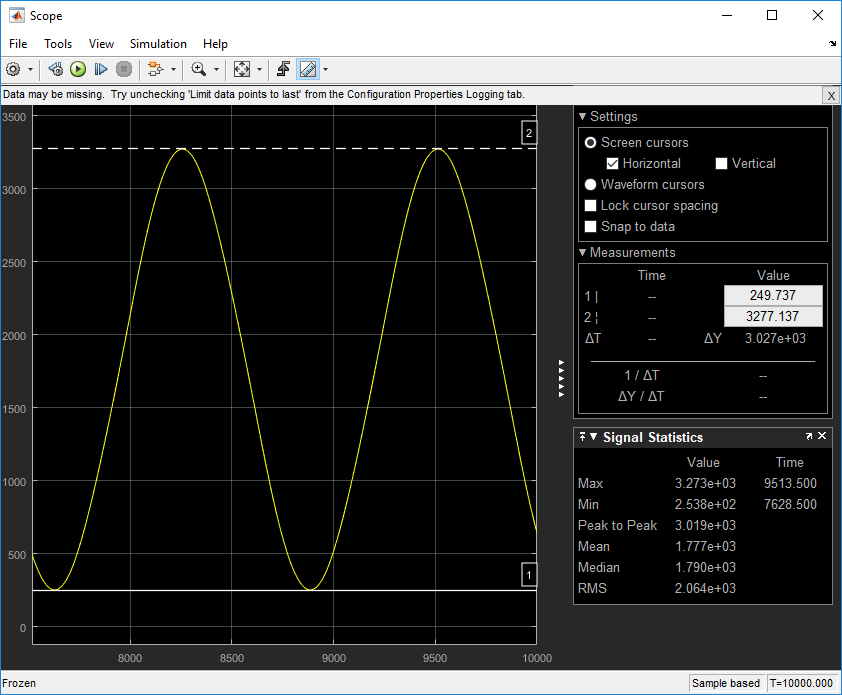 Scope
File Tools View Simulation Help
Data may be missing. Try unchecking 'Limit data points to last' from the Configuration Properties Logging tab.
X
3500
3000
2500
2000
1500
1000
500
0
2
1
8000 8500 9000 9500 10000
Settings
Screen cursors
Horizontal Vertical
Waveform cursors
Lock cursor spacing
Snap to data
Measurements
Time Value
1 | -- 249.737
2 ¦ -- 3277.137
ΔT -- ΔY 3.027e+03
1 / ΔT --
ΔY / ΔT --
Signal Statistics
Value Time
Max 3.273e+03 9513.500
Min 2.538e+02 7628.500
Peak to Peak 3.019e+03
Mean 1.777e+03
Median 1.790e+03
RMS 2.064e+03
Frozen Sample based T=10000.000